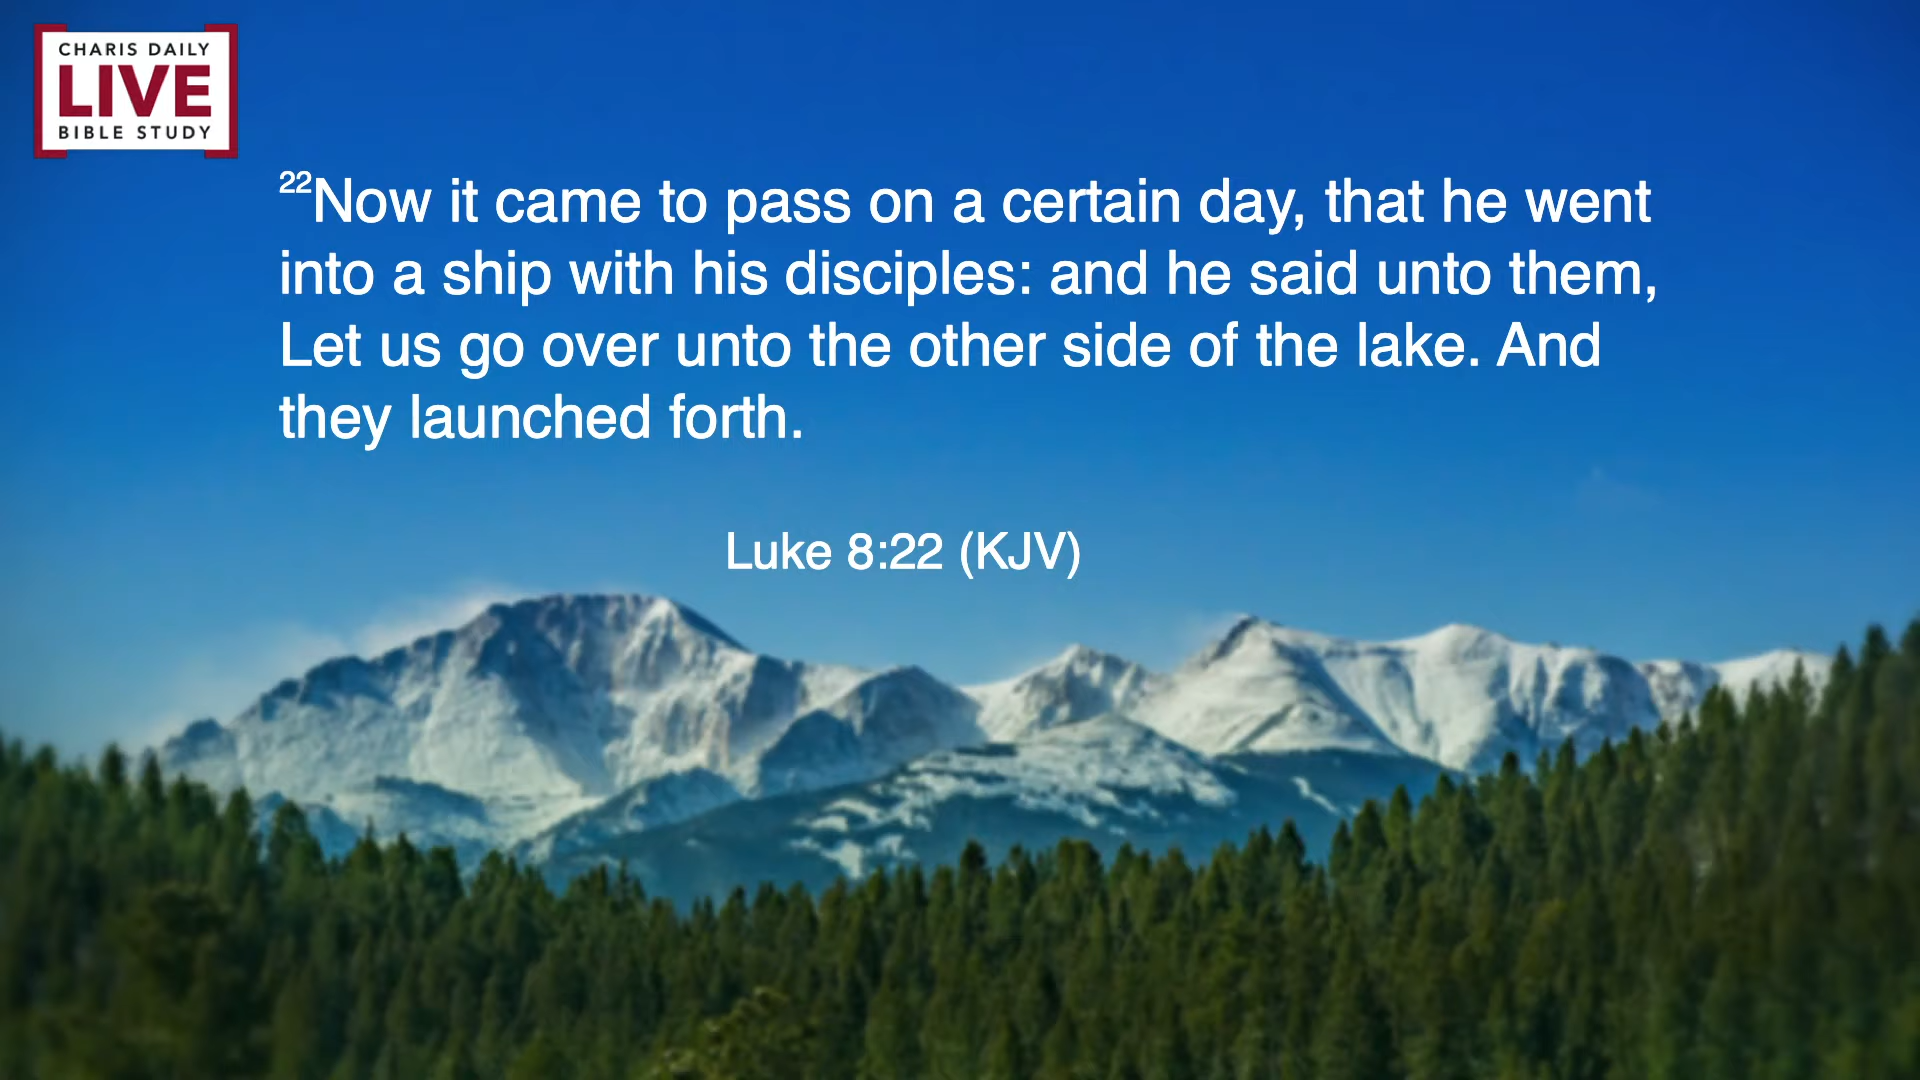 CHARIS DAILY
LIVE
BIBLE STUDY
22Now it came to pass on a certain day, that he went
into a ship with his disciples: and he said unto them,
Let us go over unto the other side of the lake. And
they launched forth.
Luke 8:22 (KJV)